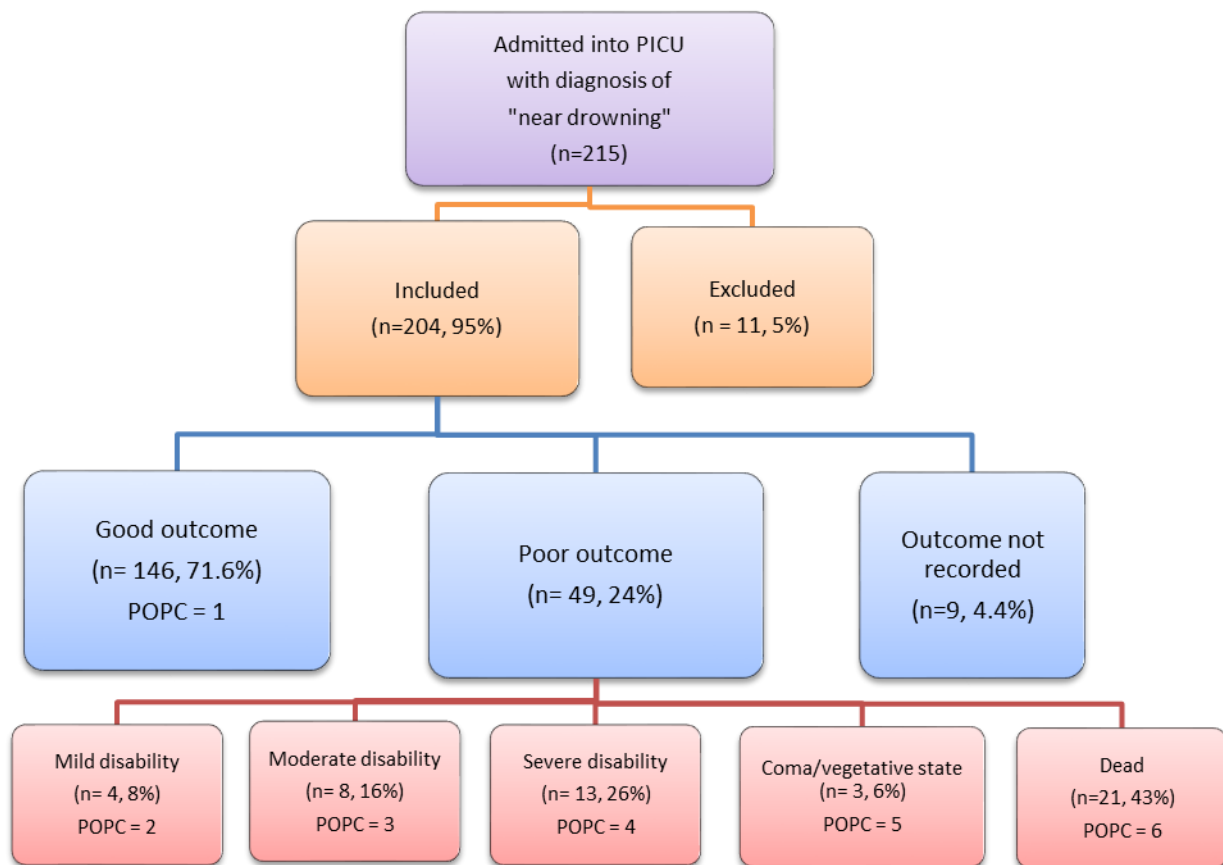 Admitted into PICU
with diagnosis of
"near drowning"
(n=215)
Included
(n=204, 95%)
Excluded
(n = 11, 5%)
Good outcome
(n= 146, 71.6%)
POPC = 1
Poor outcome
(n= 49, 24%)
Outcome not
recorded
(n=9, 4.4%)
Mild disability
(n= 4, 8%)
POPC = 2
Moderate disability
(n= 8, 16%)
POPC = 3
Severe disability
(n= 13, 26%)
POPC = 4
Coma/vegetative state
(n= 3, 6%)
POPC = 5
Dead
(n=21, 43%)
POPC = 6